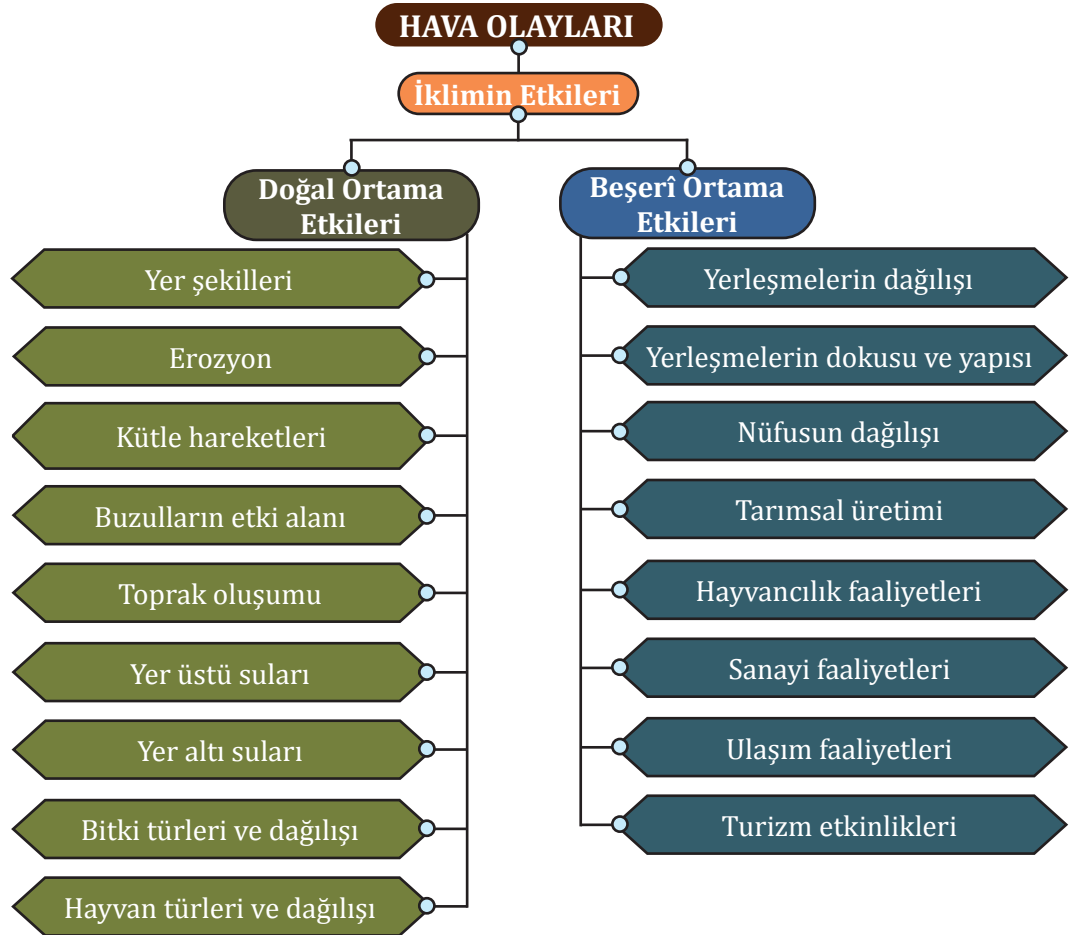 HAVA OLAYLARI
İklimin Etkileri
Doğal Ortama
Etkileri
Yer şekilleri
Erozyon
Kütle hareketleri
Buzulların etki alanı
Toprak oluşumu
Yer üstü suları
Yer altı suları
Bitki türleri ve dağılışı
Hayvan türleri ve dağılışı
Beşerî Ortama
Etkileri
Yerleşmelerin dağılışı
Yerleşmelerin dokusu ve yapısı
Nüfusun dağılışı
Tarımsal üretimi
Hayvancılık faaliyetleri
Sanayi faaliyetleri
Ulaşım faaliyetleri
Turizm etkinlikleri